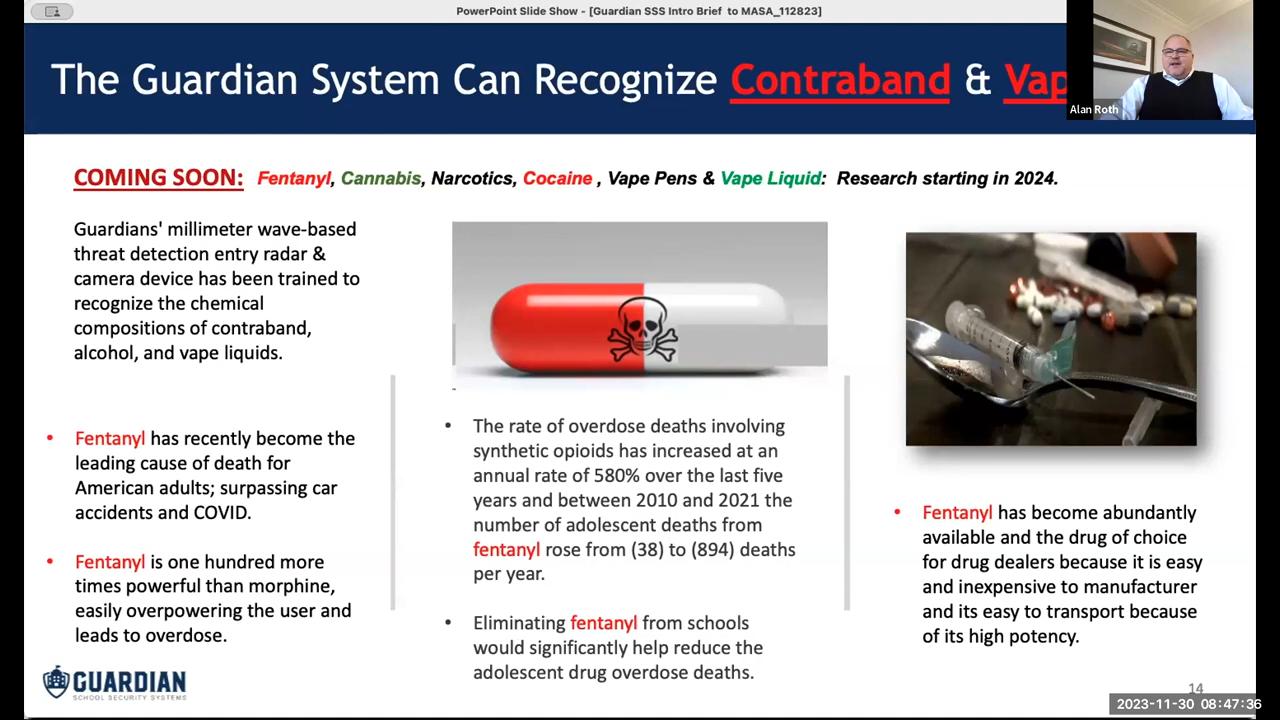 PowerPoint Slide Show - [Guardian SSS Intro Brief to MASA_112823]
The Guardian System Can Recognize Contraband & Vap
Alan Roth
COMING SOON: Fentanyl, Cannabis, Narcotics, Cocaine , Vape Pens & Vape Liquid: Research starting in 2024.
Guardians' millimeter wave-based
threat detection entry radar &
camera device has been trained to
recognize the chemical
compositions of contraband,
alcohol, and vape liquids.
• Fentanyl has recently become the
leading cause of death for
American adults; surpassing car
accidents and COVID.
• Fentanyl is one hundred more
times powerful than morphine,
easily overpowering the user and
leads to overdose.
• The rate of overdose deaths involving
synthetic opioids has increased at an
annual rate of 580% over the last five
years and between 2010 and 2021 the
number of adolescent deaths from
fentanyl rose from (38) to (894) deaths
per year.
• Eliminating fentanyl from schools
would significantly help reduce the
adolescent drug overdose deaths.
• Fentanyl has become abundantly
available and the drug of choice
for drug dealers because it is easy
and inexpensive to manufacturer
and its easy to transport because
of its high potency.
GUARDIAN
SCHOOL SECURITY SYSTEMS
14
2023-11-30 08:47:36